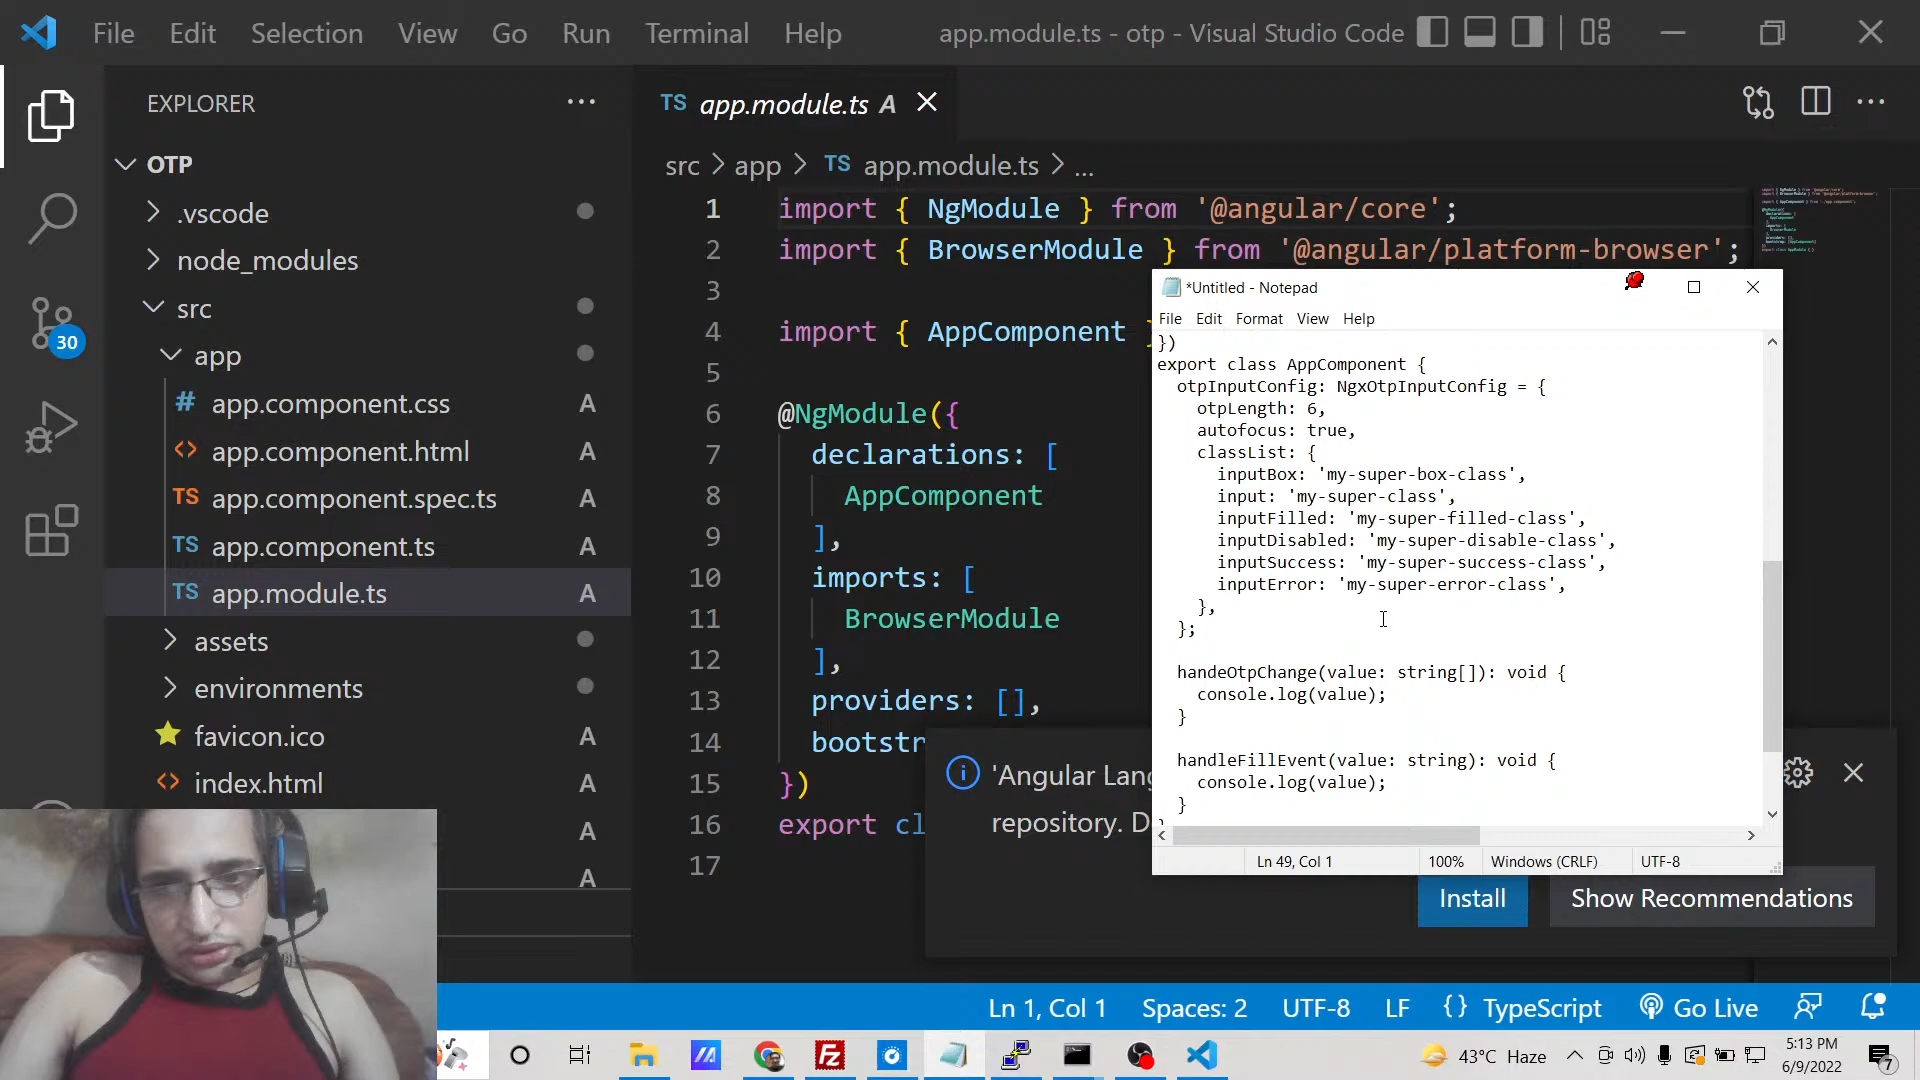 File Edit Selection View Go Run Terminal Help app.module.ts - otp - Visual Studio Code
EXPLORER
OTP
.vscode
node_modules
src
app
# app.component.css A
<> app.component.html A
TS app.component.spec.ts A
TS app.component.ts A
TS app.module.ts A
assets
environments
favicon.ico A
<> index.html A
A
A
30
TS app.module.ts A
src > app > TS app.module.ts > ...
1 import { NgModule } from '@angular/core';
2 import { BrowserModule } from '@angular/platform-browser';
3
4 import { AppComponent }
5
6 @NgModule({
7 declarations: [
8 AppComponent
9 ],
10 imports: [
11 BrowserModule
12 ],
13 providers: [],
14 bootstr
15 })
16 export cl
17
*Untitled - Notepad
File Edit Format View Help
})
export class AppComponent {
otpInputConfig: NgxOtpInputConfig = {
otpLength: 6,
autofocus: true,
classList: {
inputBox: 'my-super-box-class',
input: 'my-super-class',
inputFilled: 'my-super-filled-class',
inputDisabled: 'my-super-disable-class',
inputSuccess: 'my-super-success-class',
inputError: 'my-super-error-class',
},
};
handeOtpChange(value: string[]): void {
console.log(value);
}
handleFillEvent(value: string): void {
console.log(value);
}
Ln 49, Col 1 100% Windows (CRLF) UTF-8
'Angular Lang
repository. D
Install Show Recommendations
Ln 1, Col 1 Spaces: 2 UTF-8 LF {} TypeScript Go Live
43°C Haze
5:13 PM
6/9/2022
7